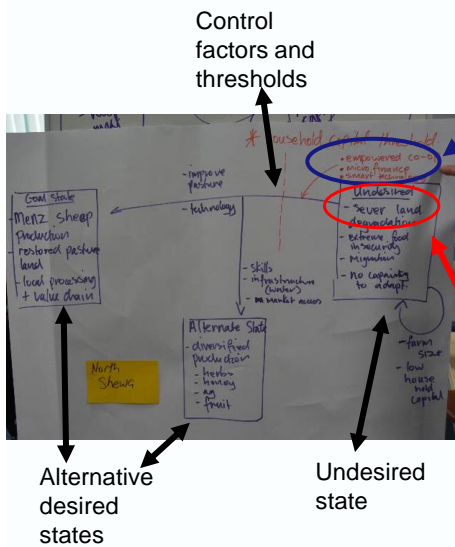 Control
factors and
thresholds
* Household capital threshold
- empowered co-o
- micro finance
- smart
Goal State
- Menz sheep
production
- restored pasture
land
- local processing
+ value chain
- improve
pasture
- technology
Undesired
- sever land
degradation
- extreme food
insecurity
- Migration
- No capacity
to adapt
- skills
- infrastructure
(water)
- market access
Alternate State
- diversified
production
- herbs
- honey
- ag
- fruit
North
Shewa
- farm
size
- low
house
hold
capital
Alternative
desired
states
Undesired
state